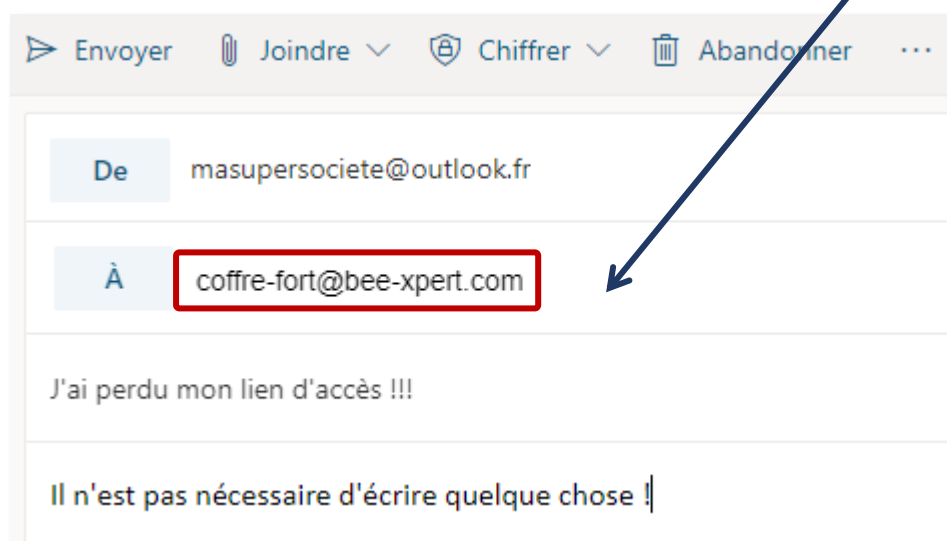 Envoyer Joindre Chiffrer Abandonner ...
De masupersociete@outlook.fr
À coffre-fort@bee-xpert.com
J'ai perdu mon lien d'accès !!!
Il n'est pas nécessaire d'écrire quelque chose !